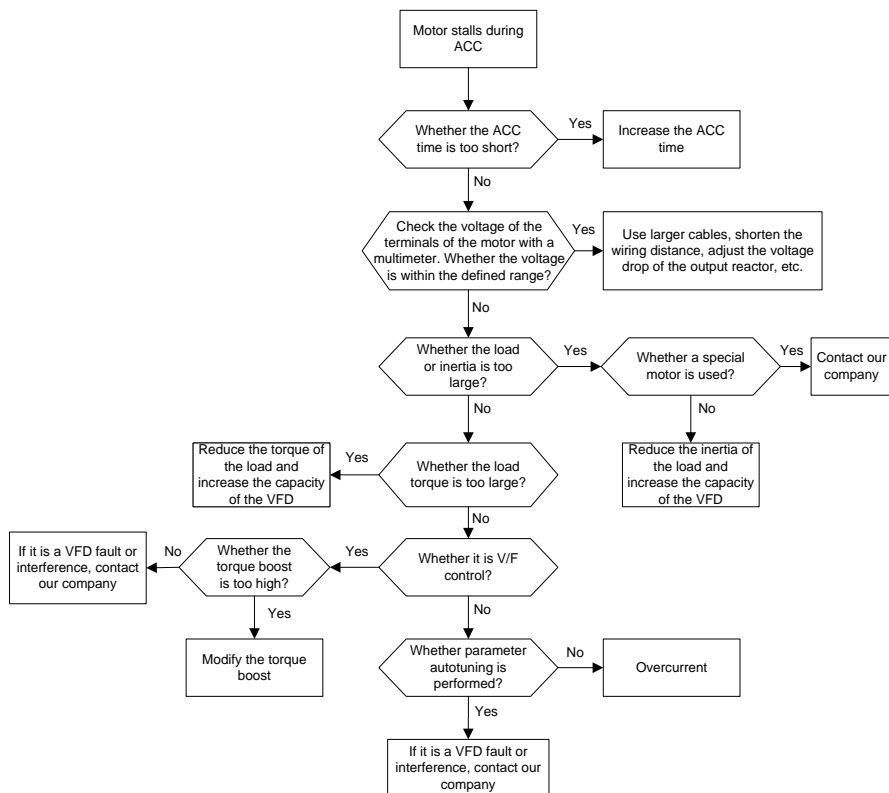 Motor stalls during
ACC
Whether the ACC
time is too short?
Yes
Increase the ACC
time
No
Check the voltage of the
terminals of the motor with a
multimeter. Whether the voltage
is within the defined range?
Yes
Use larger cables, shorten the
wiring distance, adjust the voltage
drop of the output reactor, etc.
No
Whether the load
or inertia is too
large?
Yes
Whether a special
motor is used?
Yes
Contact our
company
No
No
Reduce the torque of
the load and
increase the capacity
of the VFD
Yes
Whether the load
torque is too large?
Reduce the inertia of
the load and
increase the capacity
of the VFD
No
If it is a VFD fault or
interference, contact
our company
No
Whether the
torque boost
is too high?
Yes
Whether it is V/F
control?
Yes
No
Modify the torque
boost
Whether parameter
autotuning is
performed?
No
Overcurrent
Yes
If it is a VFD fault or
interference, contact our
company